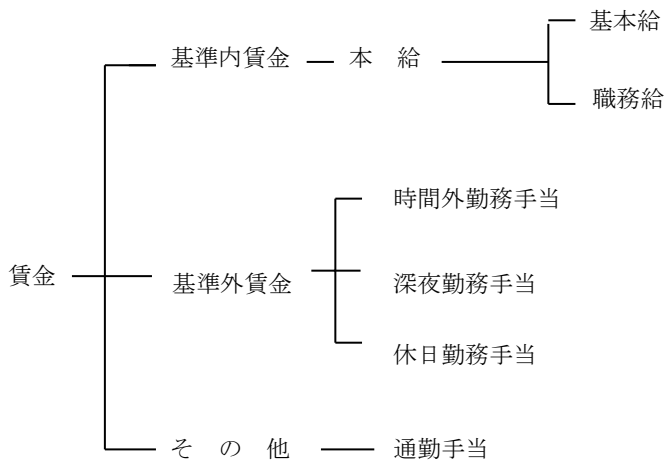 基本給
基準内賃金 本 給
職務給
時間外勤務手当
賃金
基準外賃金
深夜勤務手当
休日勤務手当
そ の 他
通勤手当